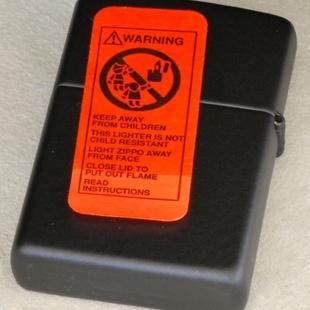 WARNING
KEEP AWAY
FROM CHILDREN
THIS LIGHTER IS NOT
CHILD RESISTANT
LIGHT ZIPPO AWAY
FROM FACE
CLOSE LID TO
PUT OUT FLAME
READ
INSTRUCTIONS